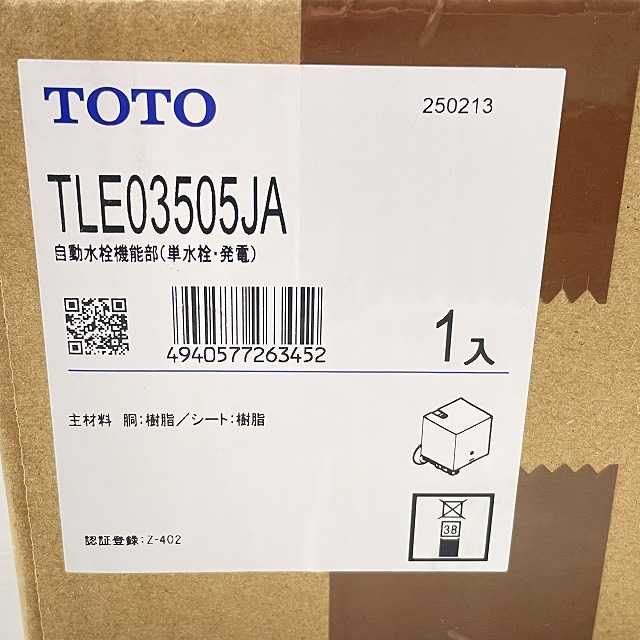 TOTO
250213
TLE03505JA
自動水栓機能部(単水栓・発電)
4940577263452
1入
主材料 胴:樹脂/シート:樹脂
38
認証登録:Z-402